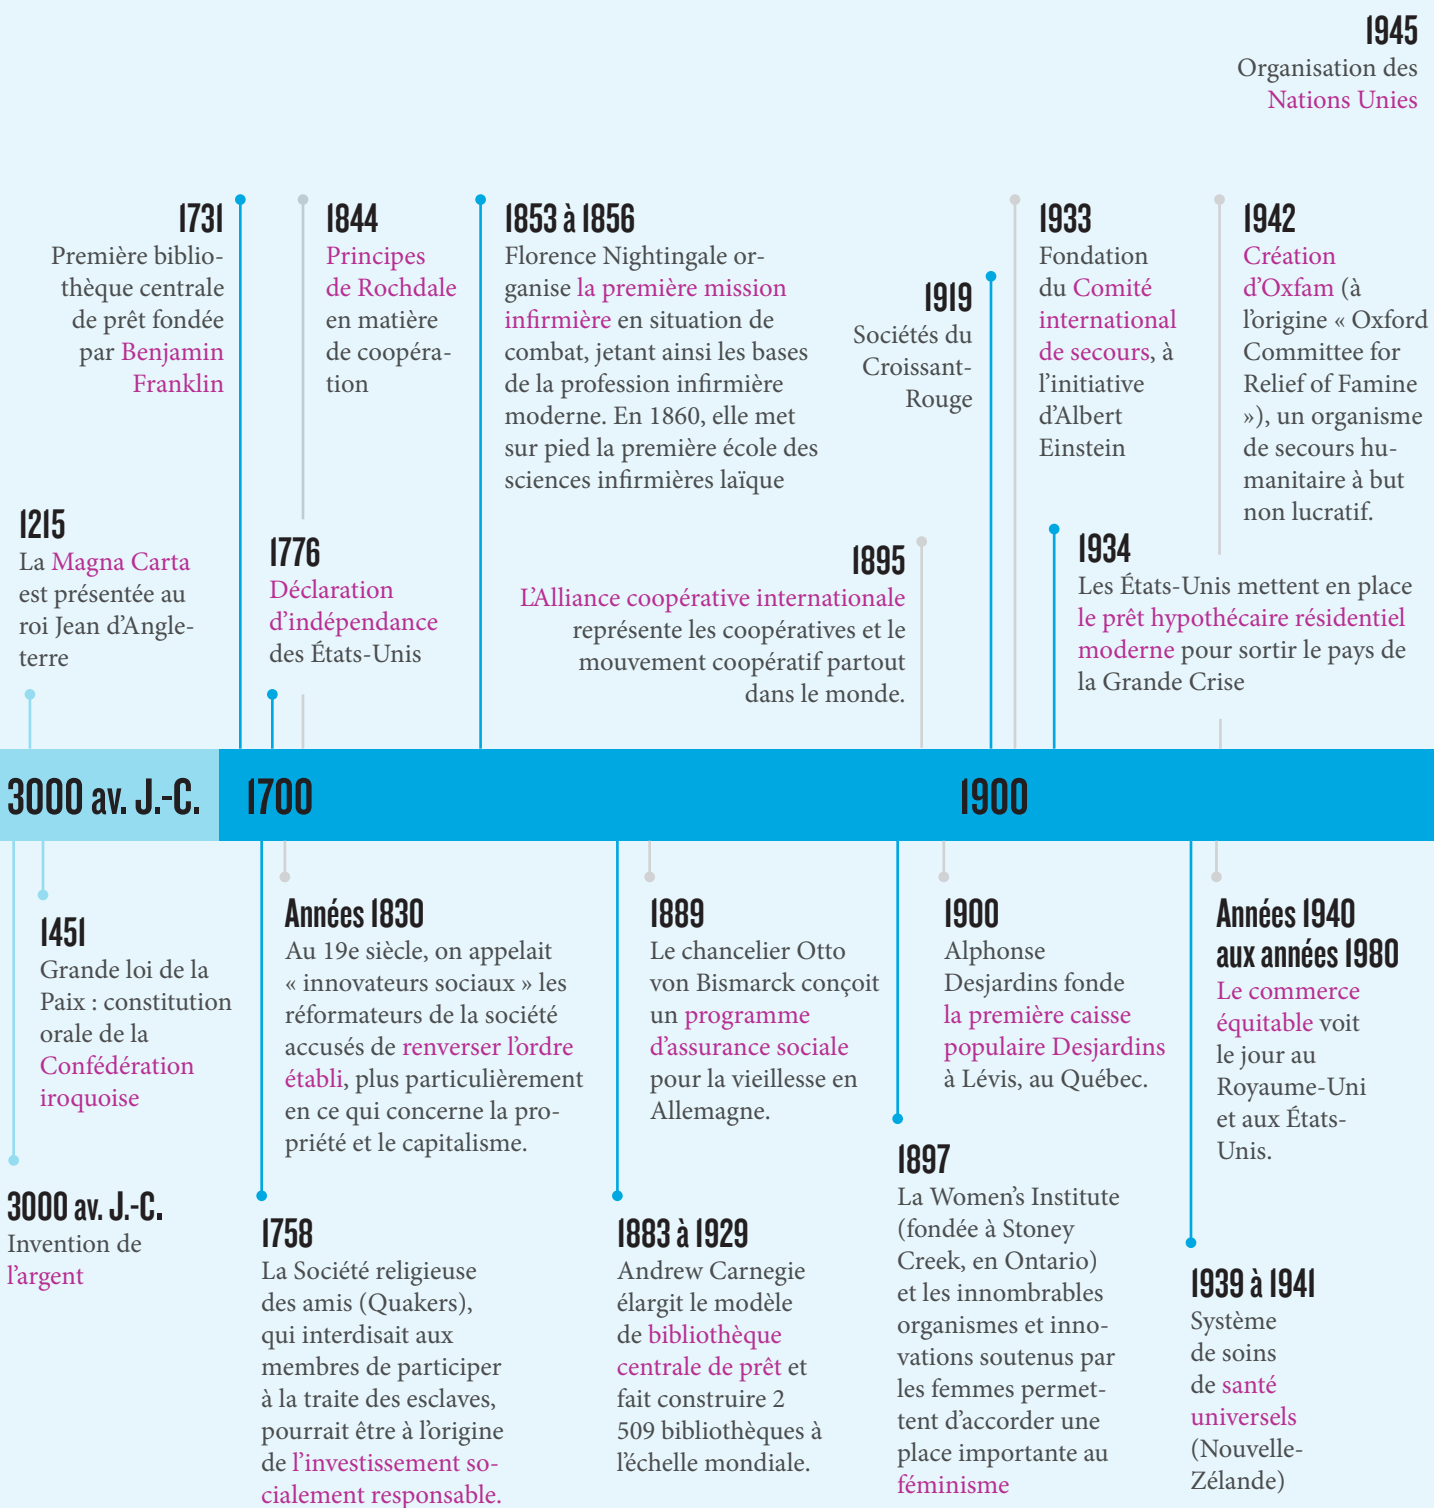 1945
Organisation des
Nations Unies
1731
Première biblio-
thèque centrale
de prêt fondée
par Benjamin
Franklin
1844
Principes
de Rochdale
en matière
de coopéra-
tion
1853 à 1856
Florence Nightingale or-
ganise la première mission
infirmière en situation de
combat, jetant ainsi les bases
de la profession infirmière
moderne. En 1860, elle met
sur pied la première école des
sciences infirmières laïque
1919
Sociétés du
Croissant-
Rouge
1933
Fondation
du Comité
international
de secours, à
l’initiative
d’Albert
Einstein
1942
Création
d’Oxfam (à
l’origine « Oxford
Committee for
Relief of Famine
»), un organisme
de secours hu-
manitaire à but
non lucratif.
1215
La Magna Carta
est présentée au
roi Jean d’Angle-
terre
1776
Déclaration
d’indépendance
des États-Unis
1895
L’Alliance coopérative internationale
représente les coopératives et le
mouvement coopératif partout
dans le monde.
1934
Les États-Unis mettent en place
le prêt hypothécaire résidentiel
moderne pour sortir le pays de
la Grande Crise
3000 av. J.-C.
1700
1900
1451
Grande loi de la
Paix : constitution
orale de la
Confédération
iroquoise
Années 1830
Au 19e siècle, on appelait
« innovateurs sociaux » les
réformateurs de la société
accusés de renverser l’ordre
établi, plus particulièrement
en ce qui concerne la pro-
priété et le capitalisme.
1889
Le chancelier Otto
von Bismarck conçoit
un programme
d’assurance sociale
pour la vieillesse en
Allemagne.
1900
Alphonse
Desjardins fonde
la première caisse
populaire Desjardins
à Lévis, au Québec.
Années 1940
aux années 1980
Le commerce
équitable voit
le jour au
Royaume-Uni
et aux États-
Unis.
3000 av. J.-C.
Invention de
l’argent
1758
La Société religieuse
des amis (Quakers),
qui interdisait aux
membres de participer
à la traite des esclaves,
pourrait être à l’origine
de l’investissement so-
cialement responsable.
1883 à 1929
Andrew Carnegie
élargit le modèle
de bibliothèque
centrale de prêt et
fait construire 2
509 bibliothèques à
l’échelle mondiale.
1897
La Women’s Institute
(fondée à Stoney
Creek, en Ontario)
et les innombrables
organismes et inno-
vations soutenus par
les femmes permet-
tent d’accorder une
place importante au
féminisme
1939 à 1941
Système
de soins
de santé
universels
(Nouvelle-
Zélande)